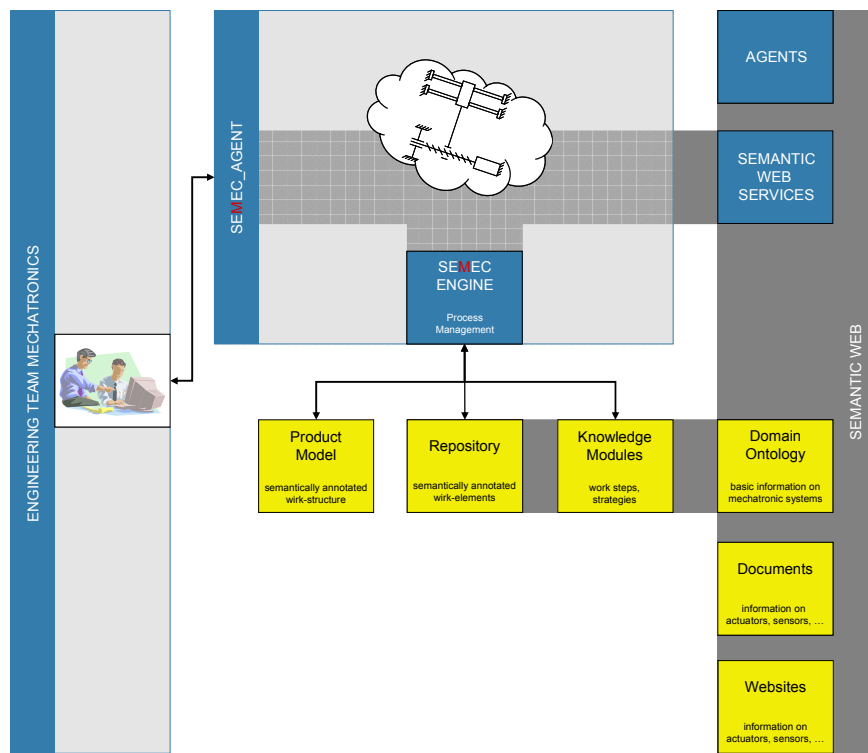 ENGINEERING TEAM MECHATRONICS
SEMEC_AGENT
SEMEC
ENGINE
Process
Management
AGENTS
SEMANTIC
WEB
SERVICES
SEMANTIC WEB
Product
Model
semantically annotated
wirk-structure
Repository
semantically annotated
wirk-elements
Knowledge
Modules
work steps,
strategies
Domain
Ontology
basic information on
mechatronic systems
Documents
information on
actuators, sensors, …
Websites
information on
actuators, sensors, …